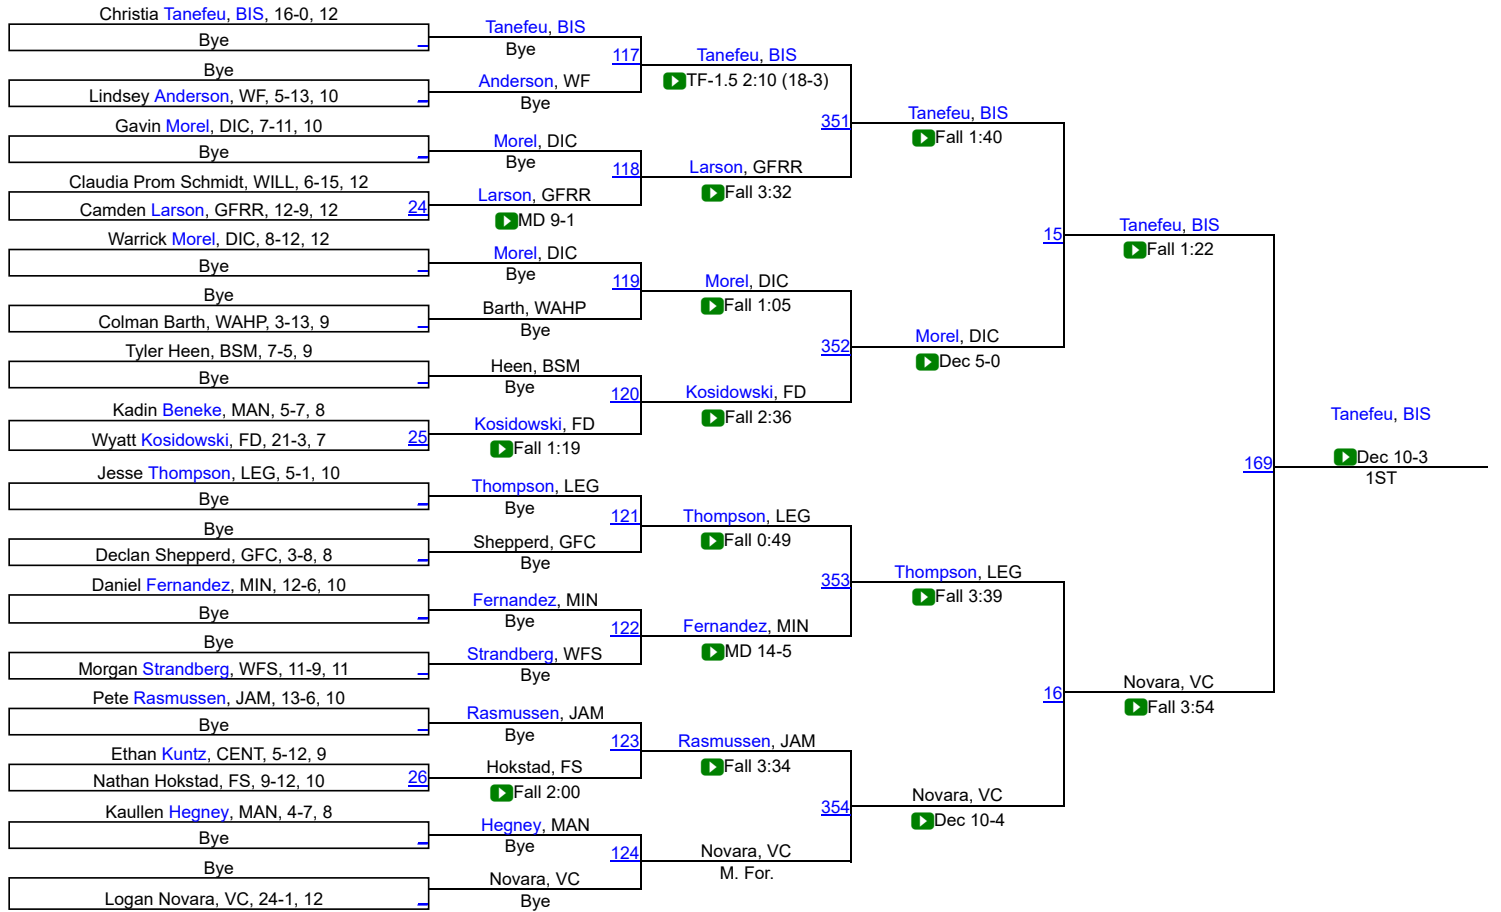 Christia Tanefeu, BIS, 16-0, 12
Bye
Bye
Lindsey Anderson, WF, 5-13, 10
Gavin Morel, DIC, 7-11, 10
Bye
Claudia Prom Schmidt, WILL, 6-15, 12
Camden Larson, GFRR, 12-9, 12
24
Warrick Morel, DIC, 8-12, 12
Bye
Bye
Colman Barth, WAHP, 3-13, 9
Tyler Heen, BSM, 7-5, 9
Bye
Kadin Beneke, MAN, 5-7, 8
Wyatt Kosidowski, FD, 21-3, 7
25
Jesse Thompson, LEG, 5-1, 10
Bye
Bye
Declan Shepperd, GFC, 3-8, 8
Daniel Fernandez, MIN, 12-6, 10
Bye
Bye
Morgan Strandberg, WFS, 11-9, 11
Pete Rasmussen, JAM, 13-6, 10
Bye
Ethan Kuntz, CENT, 5-12, 9
Nathan Hokstad, FS, 9-12, 10
26
Kaullen Hegney, MAN, 4-7, 8
Bye
Bye
Logan Novara, VC, 24-1, 12
Tanefeu, BIS
Bye
117
Anderson, WF
Bye
Morel, DIC
Bye
118
Larson, GFRR
MD 9-1
Morel, DIC
Bye
119
Barth, WAHP
Bye
Heen, BSM
Bye
120
Kosidowski, FD
Fall 1:19
Thompson, LEG
Bye
121
Shepperd, GFC
Bye
Fernandez, MIN
Bye
122
Strandberg, WFS
Bye
Rasmussen, JAM
Bye
123
Hokstad, FS
Fall 2:00
Hegney, MAN
Bye
124
Novara, VC
Bye
Tanefeu, BIS
TF-1.5 2:10 (18-3)
351
Larson, GFRR
Fall 3:32
Morel, DIC
Fall 1:05
352
Kosidowski, FD
Fall 2:36
Thompson, LEG
Fall 0:49
353
Fernandez, MIN
MD 14-5
Rasmussen, JAM
Fall 3:34
354
Novara, VC
M. For.
Tanefeu, BIS
Fall 1:40
15
Morel, DIC
Dec 5-0
Thompson, LEG
Fall 3:39
16
Novara, VC
Dec 10-4
Tanefeu, BIS
Fall 1:22
169
Novara, VC
Fall 3:54
Tanefeu, BIS
Dec 10-3
1ST